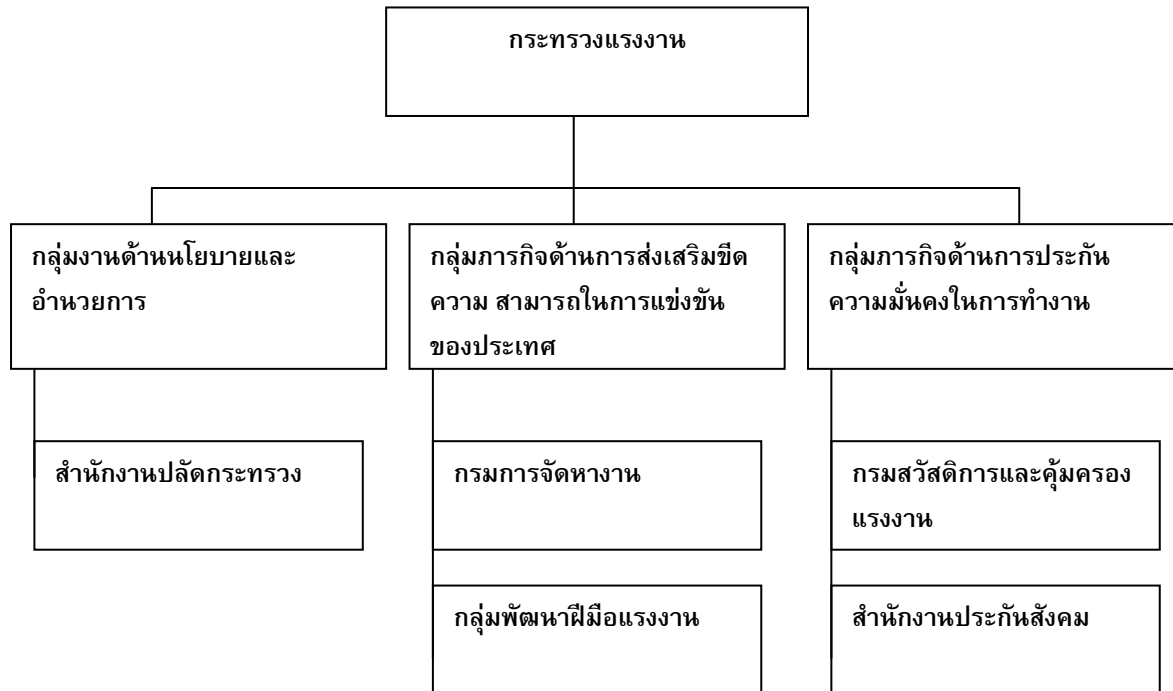 กระทรวงแรงงาน
กลุ่มงานด้านนโยบายและ
อำนวยการ
กลุ่มภารกิจด้านการส่งเสริมขีด
ความ สามารถในการแข่งขัน
ของประเทศ
กลุ่มภารกิจด้านการประกัน
ความมั่นคงในการทำงาน
สำนักงานปลัดกระทรวง
กรมการจัดหางาน
กรมสวัสดิการและคุ้มครอง
แรงงาน
กลุ่มพัฒนาฝีมือแรงงาน
สำนักงานประกันสังคม